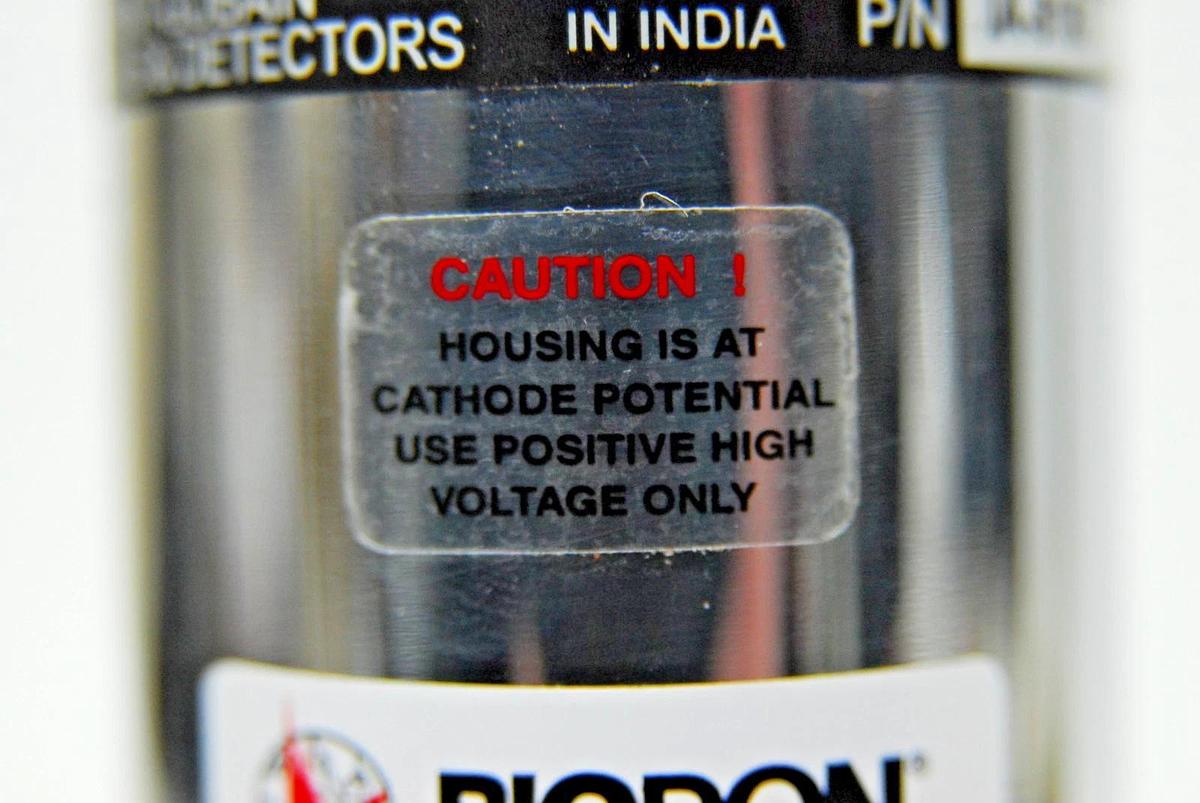 DETECTORS
IN INDIA
P/N
CAUTION !
HOUSING IS AT
CATHODE POTENTIAL
USE POSITIVE HIGH
VOLTAGE ONLY